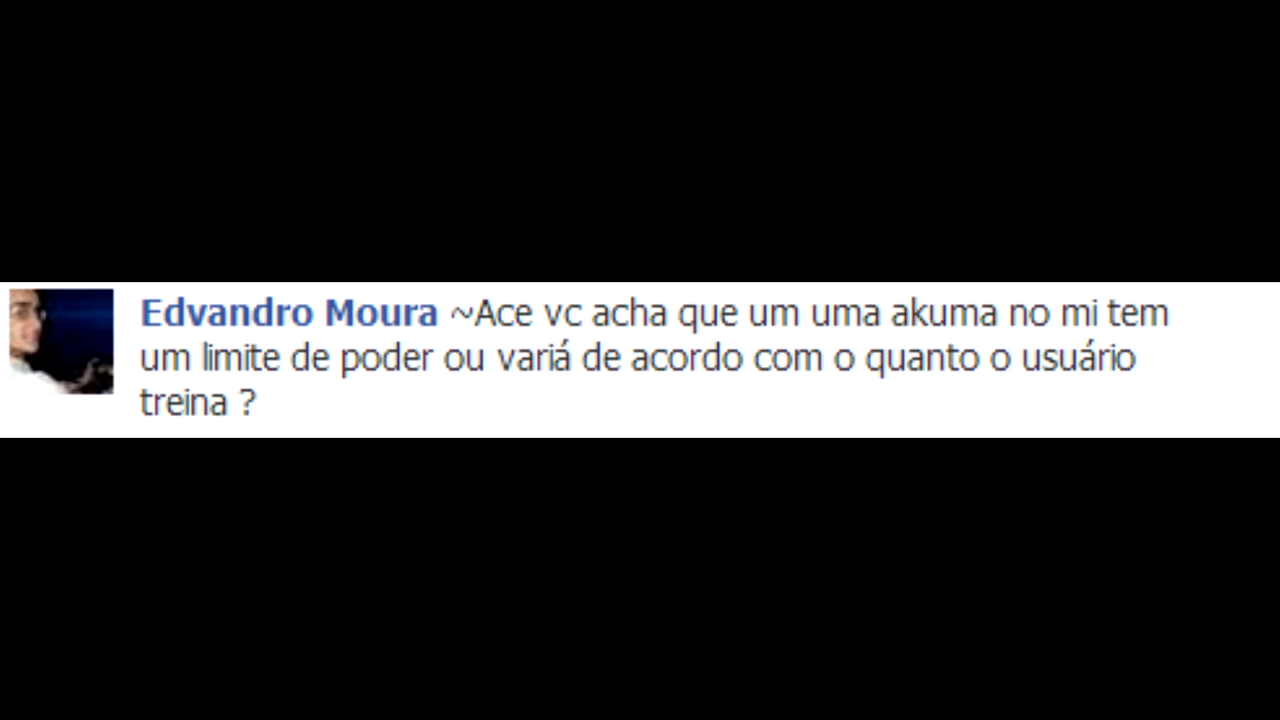 Edvandro Moura ~Ace vc acha que um uma akuma no mi tem
um limite de poder ou variá de acordo com o quanto o usuário
treina ?